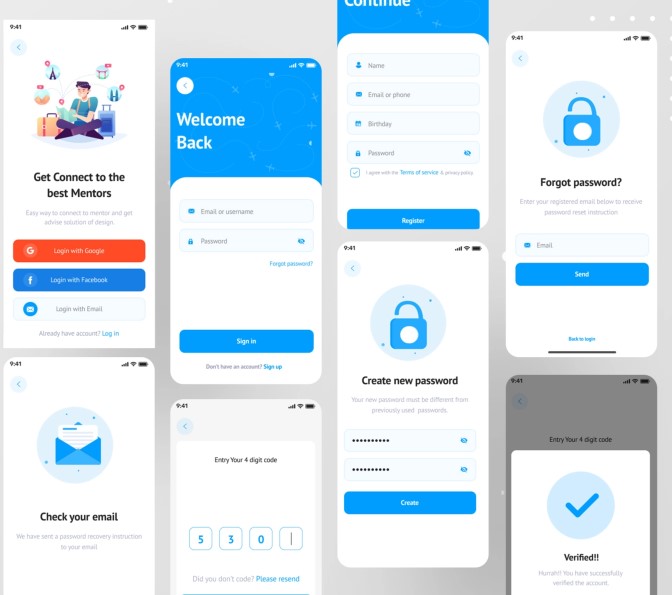 9:41
Get Connect to the
best Mentors
Easy way to connect to mentor and get
advise solution of design.
G Login with Google
f Login with Facebook
Login with Email
Already have account? Log in
9:41
Check your email
We have sent a password recovery instruction
to your email
9:41
Welcome
Back
Email or username
Password
Forgot password?
Sign in
Don't have an account? Sign up
9:41
Entry Your 4 digit code
5 3 0
Did you don't code? Please resend
Continue
Name
Email or phone
Birthday
Password
I agree with the Terms of service & privacy policy
Register
9:41
Create new password
Your new password must be different from
previously used passwords.
••••••••••
••••••••••
Create
9:41
Forgot password?
Enter your registered email below to receive
password reset instruction
Email
Send
Back to login
9:41
Entry Your 4 digit code
Verified!!
Hurrah!! You have successfully
verified the account.